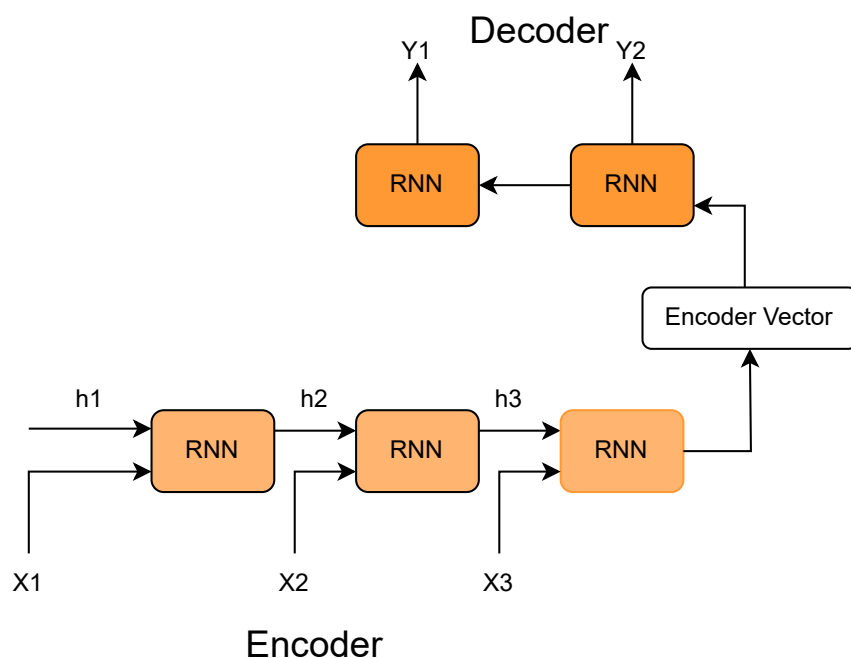 Decoder
Y1
Y2
RNN
RNN
Encoder Vector
h1
h2
h3
RNN
RNN
RNN
X1
X2
X3
Encoder